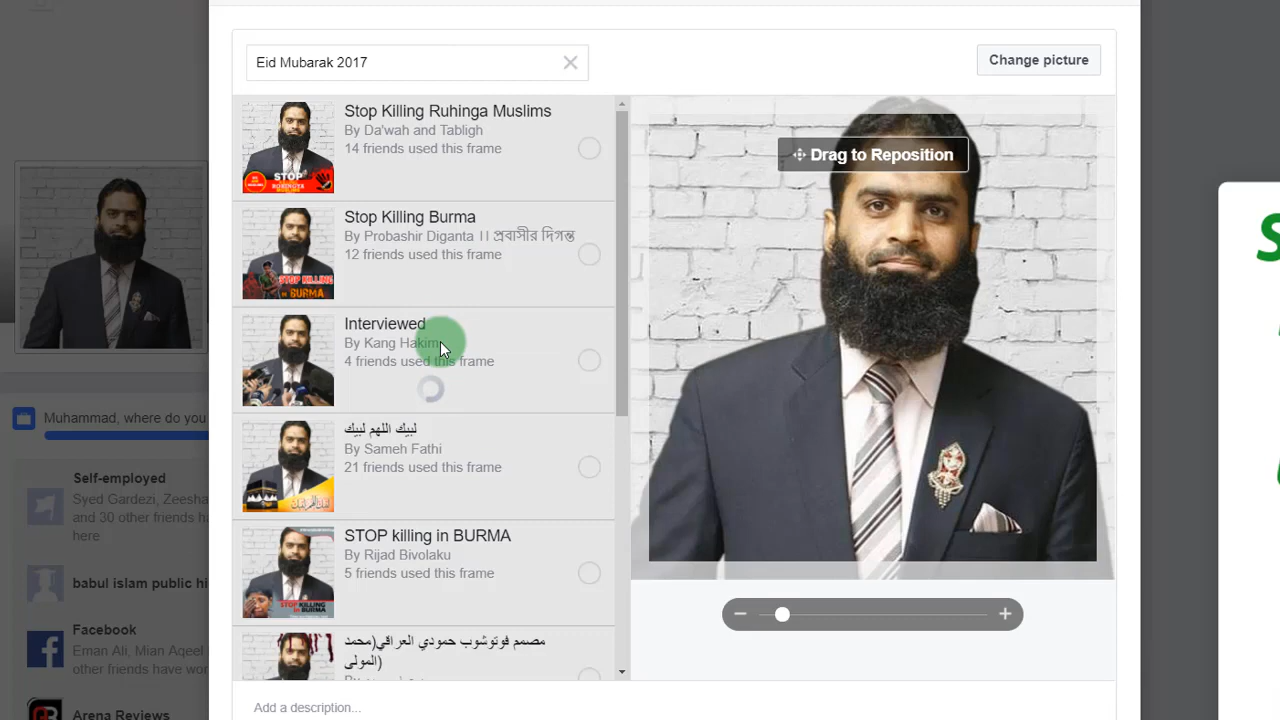 Eid Mubarak 2017
Change picture
Stop Killing Ruhinga Muslims
By Da'wah and Tabligh
14 friends used this frame
STOP
Stop Killing Burma
By Probashir Diganta ।। প্রবাসীর দিগন্ত
12 friends used this frame
STOP KILLING
in BURMA
Interviewed
By Kang Hakim
4 friends used this frame
لبيك اللهم لبيك
By Sameh Fathi
21 friends used this frame
STOP killing in BURMA
By Rijad Bivolaku
5 friends used this frame
STOP KILLING
in BURMA
مصمم فوتوشوب حمودي العراقي(محمد
المولى)
Add a description...
Drag to Reposition
Muhammad, where do you
Self-employed
Syed Gardezi, Zeesha
and 30 other friends ha
here
babul islam public hi
Facebook
Eman Ali, Mian Aqeel
other friends have wor
Arena Reviews